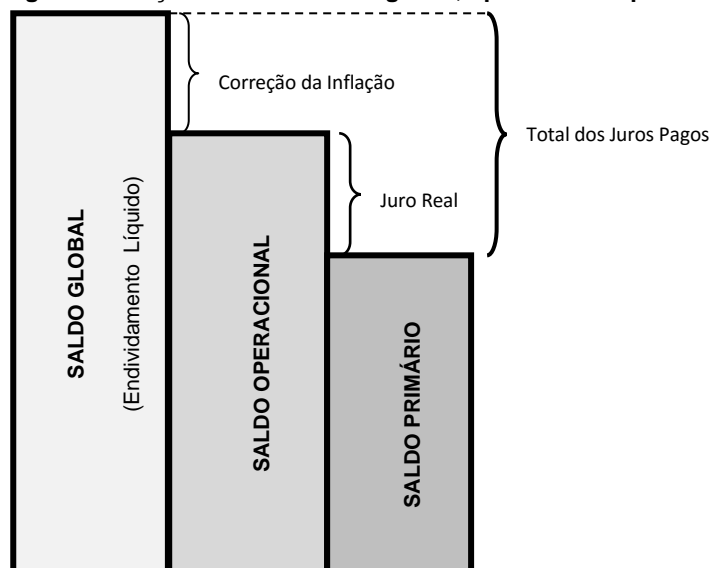 Correção da Inflação
Total dos Juros Pagos
Juro Real
SALDO GLOBAL
(Endividamento Líquido)
SALDO OPERACIONAL
SALDO PRIMÁRIO